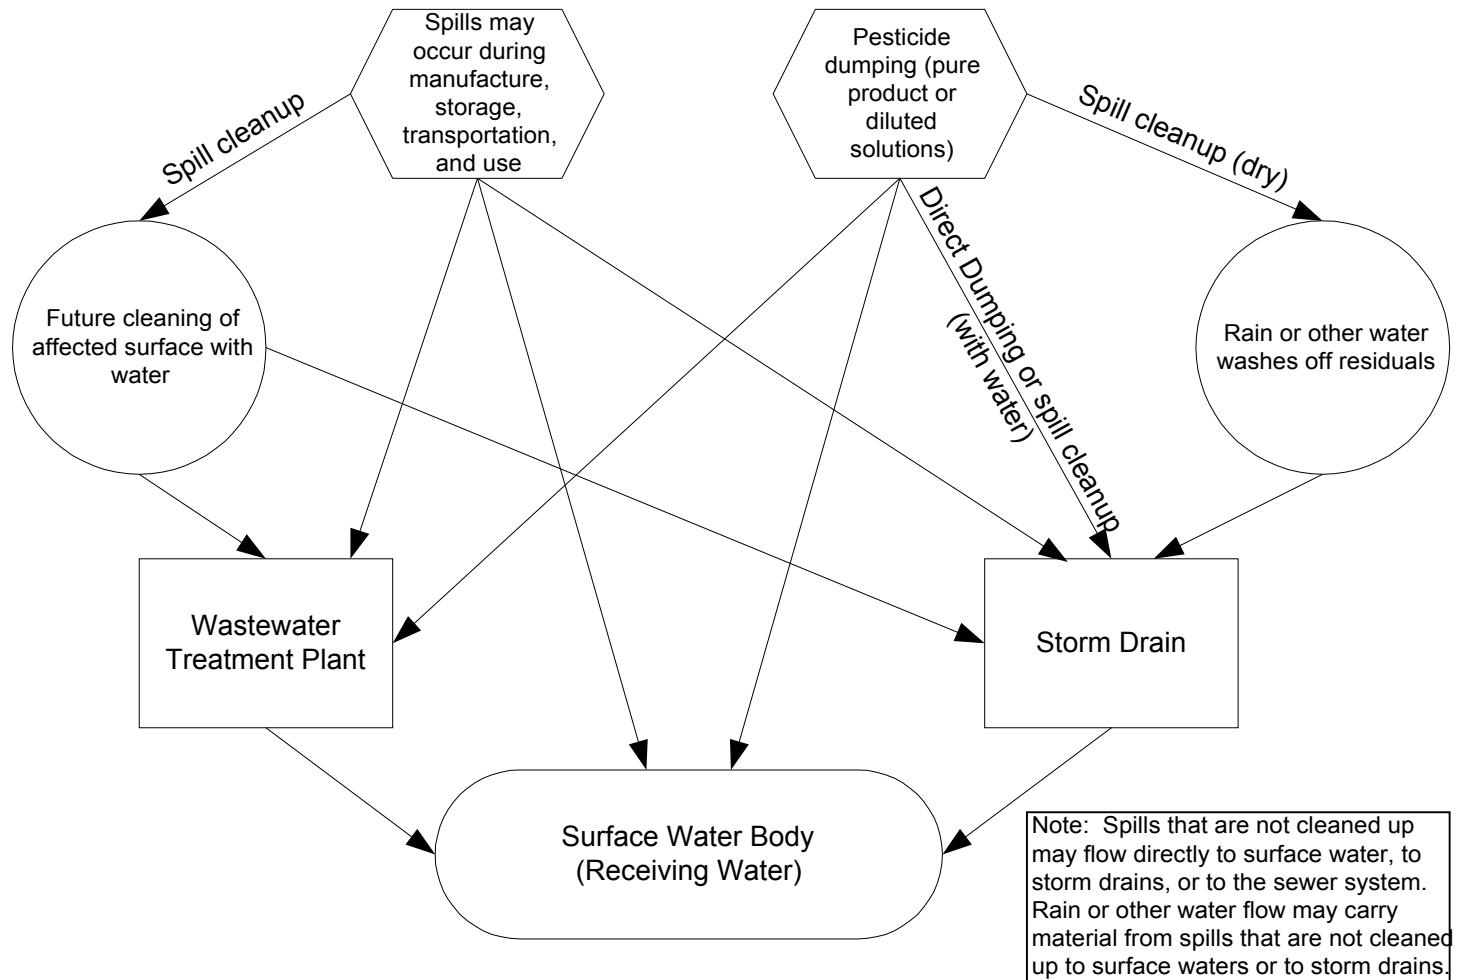 Spills may
occur during
manufacture,
storage,
transportation,
and use
Pesticide
dumping (pure
product or
diluted
solutions)
Spill cleanup
Spill cleanup (dry)
Direct Dumping or spill cleanup
(with water)
Future cleaning of
affected surface with
water
Rain or other water
washes off residuals
Wastewater
Treatment Plant
Storm Drain
Surface Water Body
(Receiving Water)
Note:  Spills that are not cleaned up
may flow directly to surface water, to
storm drains, or to the sewer system.
Rain or other water flow may carry
material from spills that are not cleaned
up to surface waters or to storm drains.